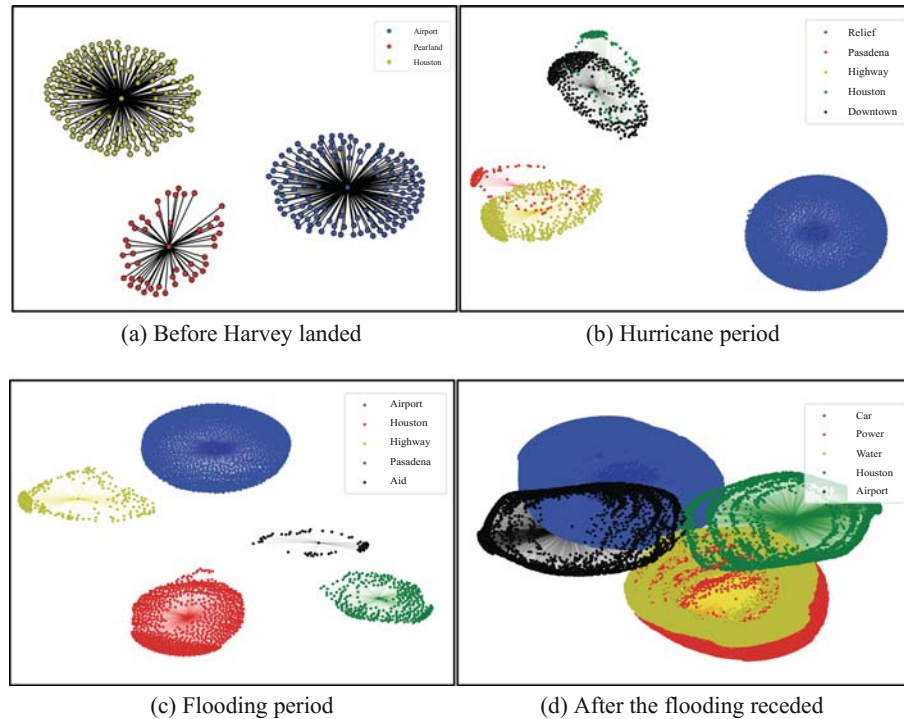 Airport
Pearland
Houston
Relief
Pasadena
Highway
Houston
Downtown
(a) Before Harvey landed
(b) Hurricane period
Airport
Houston
Highway
Pasadena
Aid
Car
Power
Water
Houston
Airport
(c) Flooding period
(d) After the flooding receded